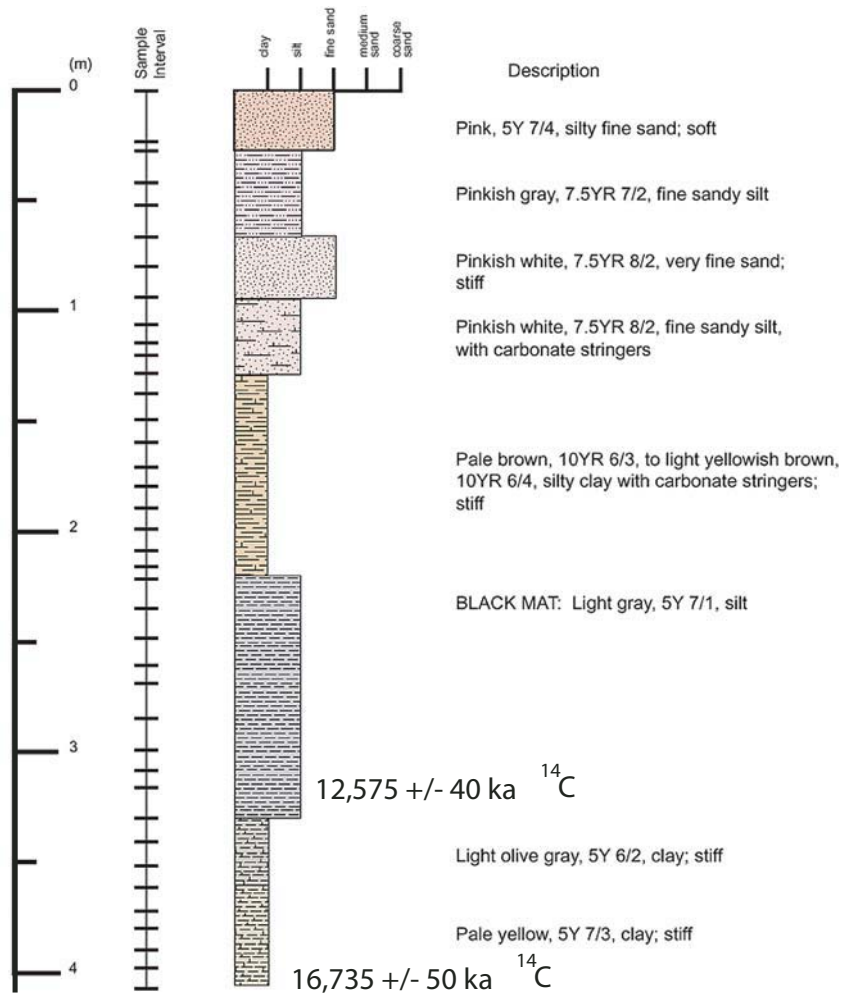 (m)
Sample
Interval
clay
silt
fine sand
medium
sand
coarse
sand
Description
0
Pink, 5Y 7/4, silty fine sand; soft
Pinkish gray, 7.5YR 7/2, fine sandy silt
Pinkish white, 7.5YR 8/2, very fine sand;
stiff
1
Pinkish white, 7.5YR 8/2, fine sandy silt,
with carbonate stringers
Pale brown, 10YR 6/3, to light yellowish brown,
10YR 6/4, silty clay with carbonate stringers;
stiff
2
BLACK MAT: Light gray, 5Y 7/1, silt
3
12,575 +/- 40 ka 14C
Light olive gray, 5Y 6/2, clay; stiff
Pale yellow, 5Y 7/3, clay; stiff
4
16,735 +/- 50 ka 14C